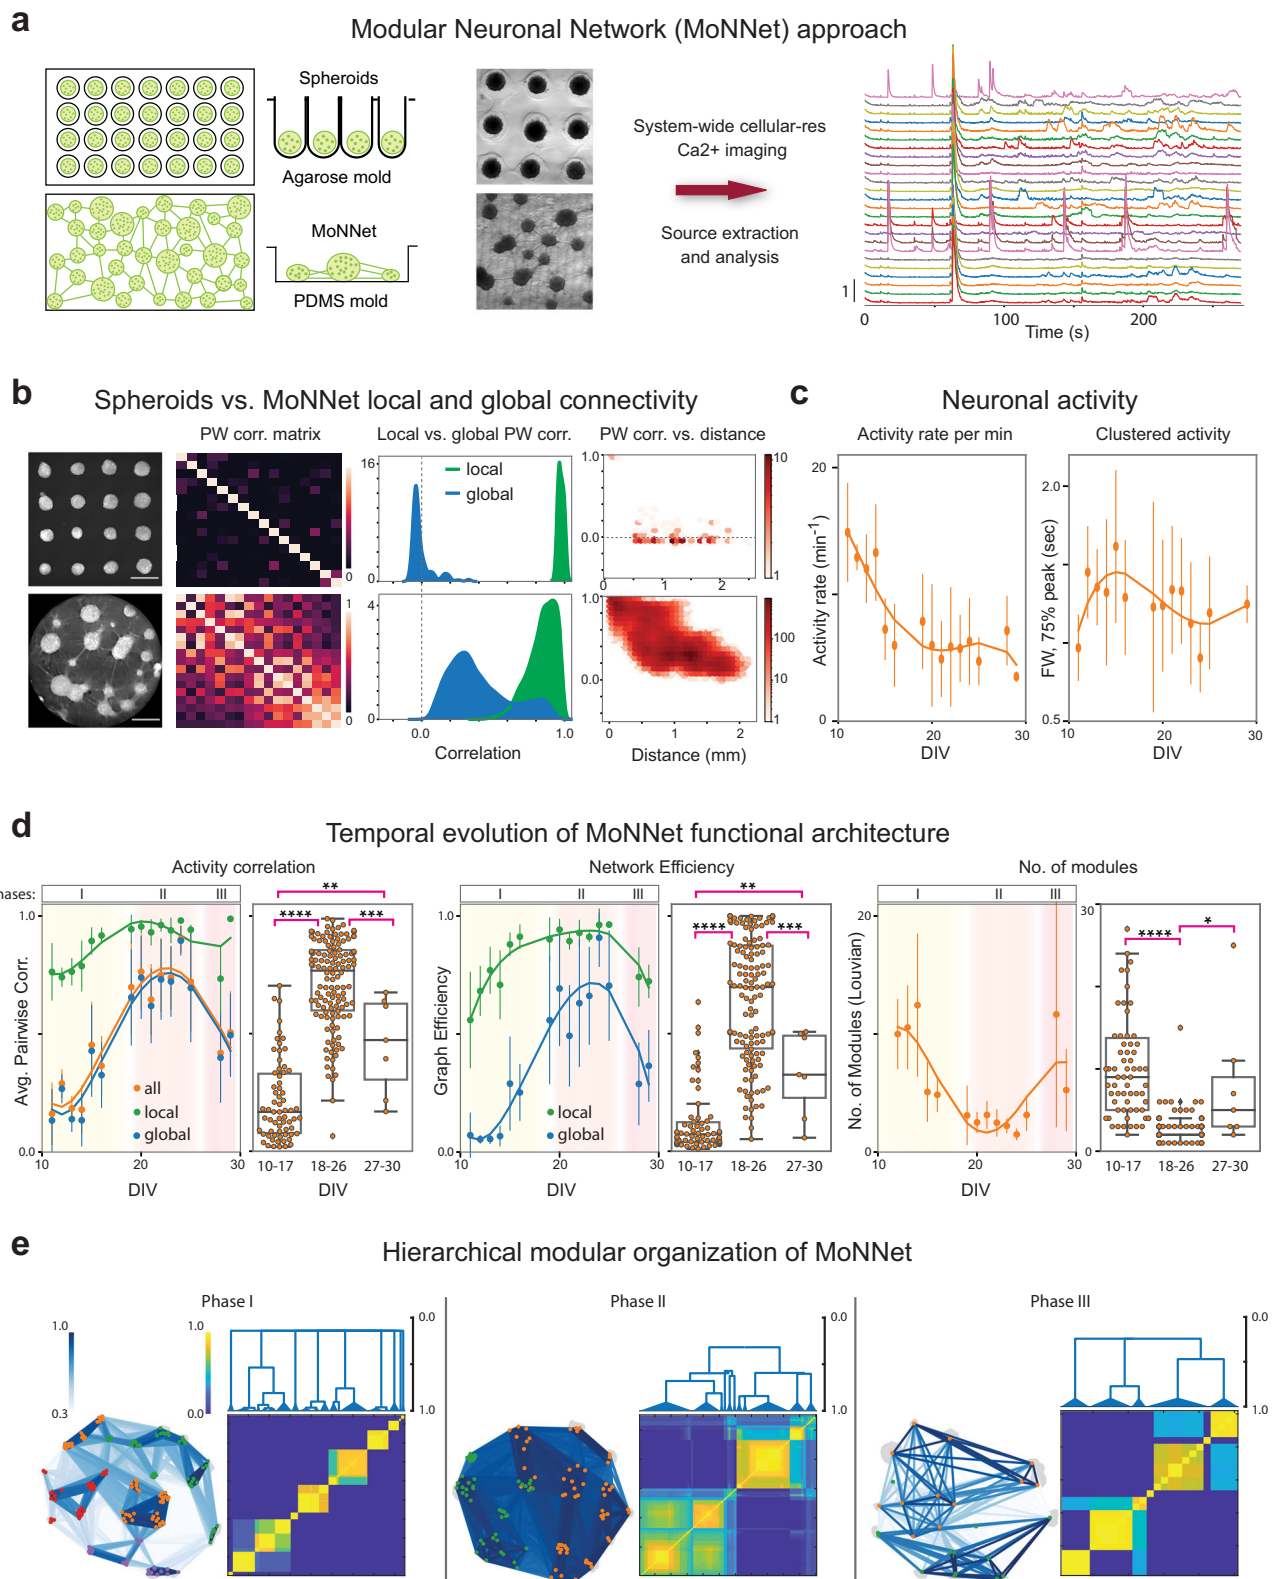 a
Modular Neuronal Network (MoNNet) approach
Spheroids
Agarose mold
MoNNet
PDMS mold
System-wide cellular-res
Ca2+ imaging
Source extraction
and analysis
1
0
100
200
Time (s)
b
Spheroids vs. MoNNet local and global connectivity
PW corr. matrix
Local vs. global PW corr.
PW corr. vs. distance
1
0
16
0
local
global
1.0
0.0
0
1
2
10
1
1
0
4
0
0.0
1.0
Correlation
1.0
0.0
0
1
2
Distance (mm)
100
10
1
c
Neuronal activity
Activity rate per min
Clustered activity
20
0
Activity rate (min-1)
10
20
30
DIV
2.0
0.5
FW, 75% peak (sec)
10
20
30
DIV
d
Temporal evolution of MoNNet functional architecture
Activity correlation
Network Efficiency
No. of modules
hases:
I
II
III
1.0
0.0
Avg. Pairwise Corr.
all
local
global
10
20
30
DIV
**
****
***
10-17
18-26
27-30
DIV
I
II
III
1.0
0.0
Graph Efficiency
local
global
10
20
30
DIV
**
****
***
10-17
18-26
27-30
I
II
III
20
0
No. of Modules (Louvian)
10
20
30
DIV
30
0
****
*
10-17
18-26
27-30
e
Hierarchical modular organization of MoNNet
Phase I
Phase II
Phase III
1.0
0.3
1.0
0.0
0.0
1.0
0.0
1.0
0.0
1.0